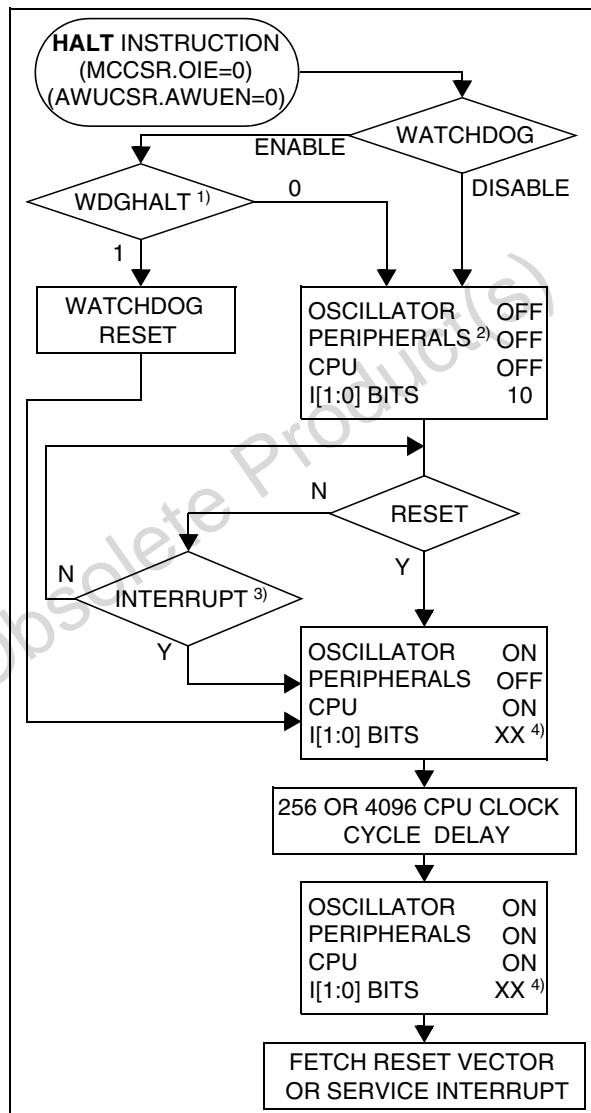 HALT INSTRUCTION
(MCCSR.OIE=0)
(AWUCSR.AWUEN=0)
WATCHDOG
ENABLE
DISABLE
WDGHALT 1)
0
1
WATCHDOG
RESET
OSCILLATOR OFF
PERIPHERALS 2) OFF
CPU OFF
I[1:0] BITS 10
N
RESET
Y
N
INTERRUPT 3)
Y
OSCILLATOR ON
PERIPHERALS OFF
CPU ON
I[1:0] BITS XX 4)
256 OR 4096 CPU CLOCK
CYCLE DELAY
OSCILLATOR ON
PERIPHERALS ON
CPU ON
I[1:0] BITS XX 4)
FETCH RESET VECTOR
OR SERVICE INTERRUPT
Obsolete Product(s)